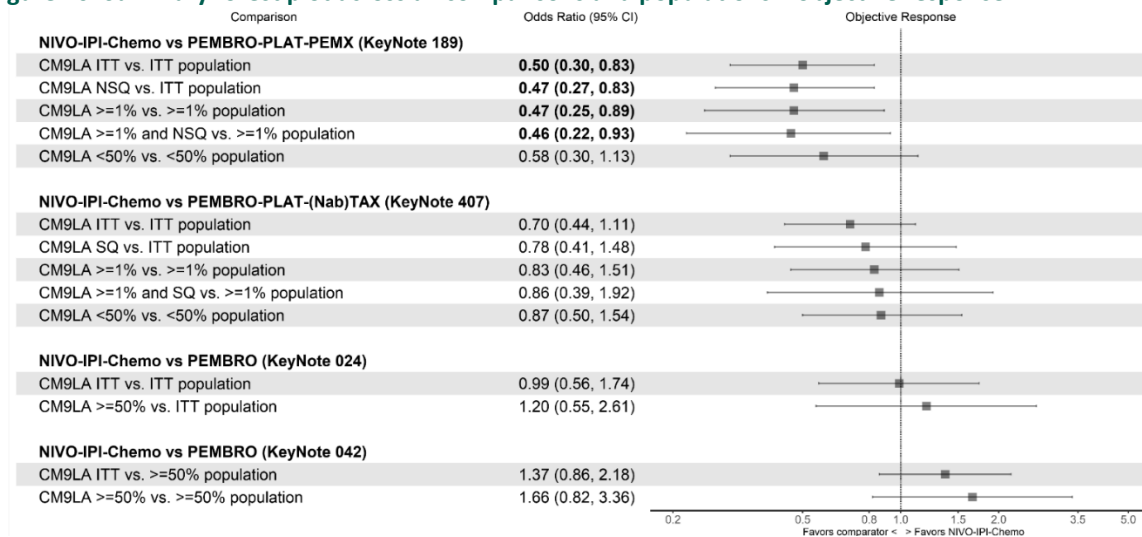 Comparison Odds Ratio (95% CI) Objective Response
NIVO-IPI-Chemo vs PEMBRO-PLAT-PEMX (KeyNote 189)
CM9LA ITT vs. ITT population 0.50 (0.30, 0.83)
CM9LA NSQ vs. ITT population 0.47 (0.27, 0.83)
CM9LA >=1% vs. >=1% population 0.47 (0.25, 0.89)
CM9LA >=1% and NSQ vs. >=1% population 0.46 (0.22, 0.93)
CM9LA <50% vs. <50% population 0.58 (0.30, 1.13)
NIVO-IPI-Chemo vs PEMBRO-PLAT-(Nab)TAX (KeyNote 407)
CM9LA ITT vs. ITT population 0.70 (0.44, 1.11)
CM9LA SQ vs. ITT population 0.78 (0.41, 1.48)
CM9LA >=1% vs. >=1% population 0.83 (0.46, 1.51)
CM9LA >=1% and SQ vs. >=1% population 0.86 (0.39, 1.92)
CM9LA <50% vs. <50% population 0.87 (0.50, 1.54)
NIVO-IPI-Chemo vs PEMBRO (KeyNote 024)
CM9LA ITT vs. ITT population 0.99 (0.56, 1.74)
CM9LA >=50% vs. ITT population 1.20 (0.55, 2.61)
NIVO-IPI-Chemo vs PEMBRO (KeyNote 042)
CM9LA ITT vs. >=50% population 1.37 (0.86, 2.18)
CM9LA >=50% vs. >=50% population 1.66 (0.82, 3.36)
0.2 0.5 0.8 1.0 1.5 2.0 3.5 5.0
Favors comparator < > Favors NIVO-IPI-Chemo